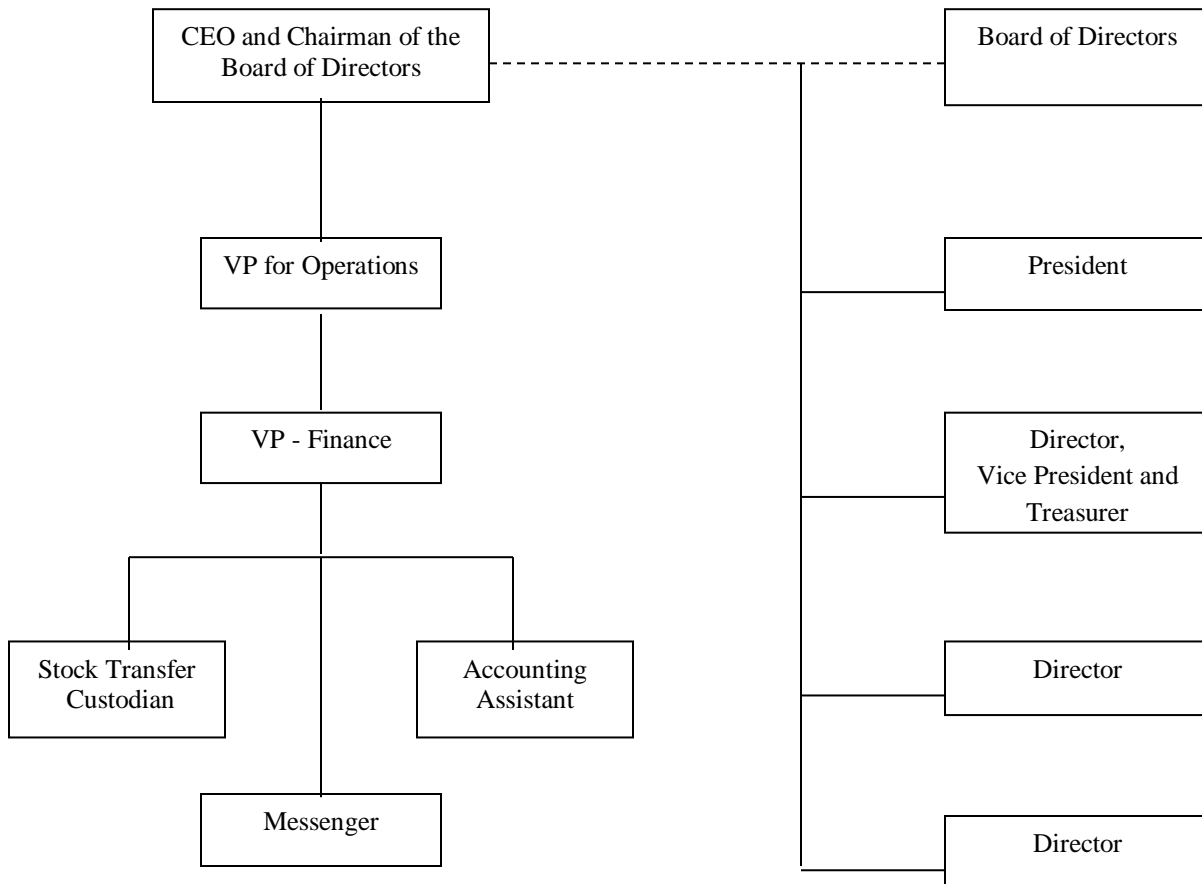 CEO and Chairman of the
Board of Directors
Board of Directors
VP for Operations
President
VP - Finance
Director,
Vice President and
Treasurer
Stock Transfer
Custodian
Accounting
Assistant
Director
Messenger
Director